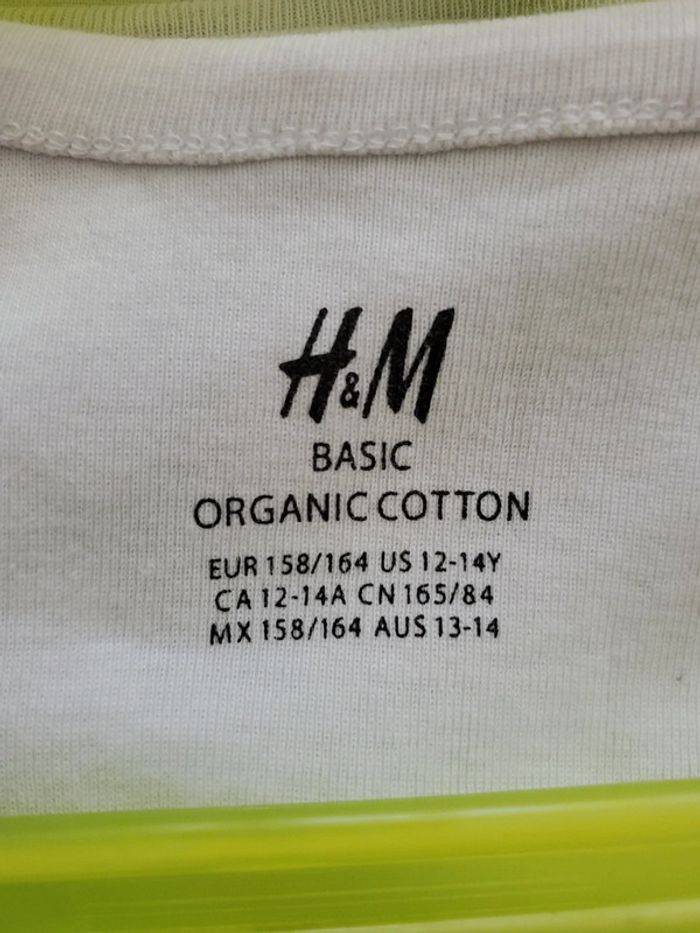 H&M
BASIC
ORGANIC COTTON
EUR 158/164 US 12-14Y
CA 12-14A CN 165/84
MX 158/164 AUS 13-14